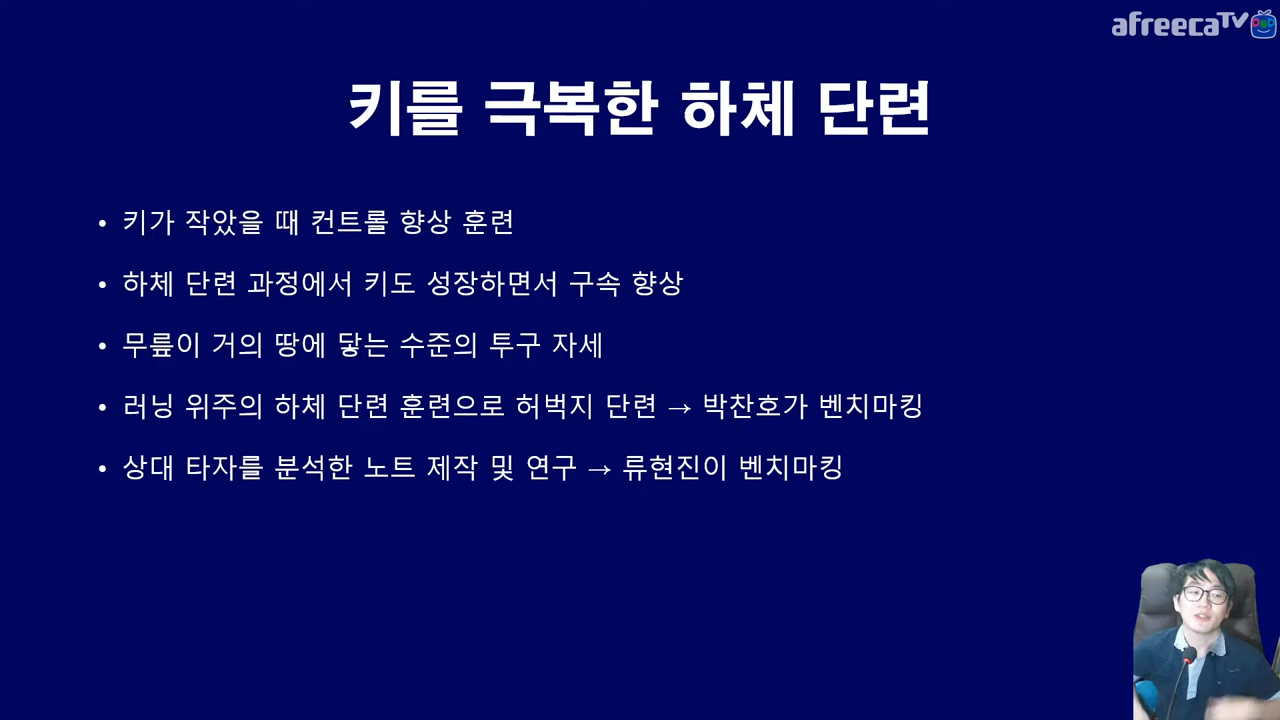 afreecaTV
키를 극복한 하체 단련
• 키가 작았을 때 컨트롤 향상 훈련
• 하체 단련 과정에서 키도 성장하면서 구속 향상
• 무릎이 거의 땅에 닿는 수준의 투구 자세
• 러닝 위주의 하체 단련 훈련으로 허벅지 단련 → 박찬호가 벤치마킹
• 상대 타자를 분석한 노트 제작 및 연구 → 류현진이 벤치마킹